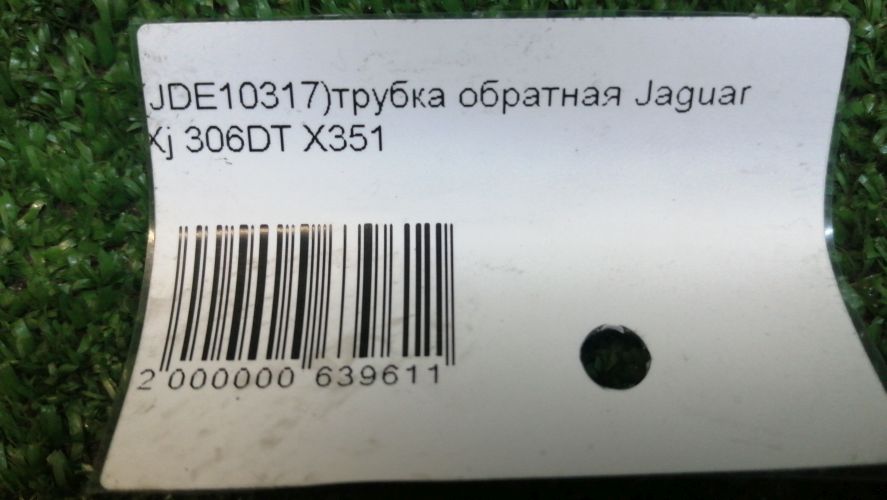 (JDE10317)трубка обратная Jaguar
Xj 306DT X351
2 000000 639611